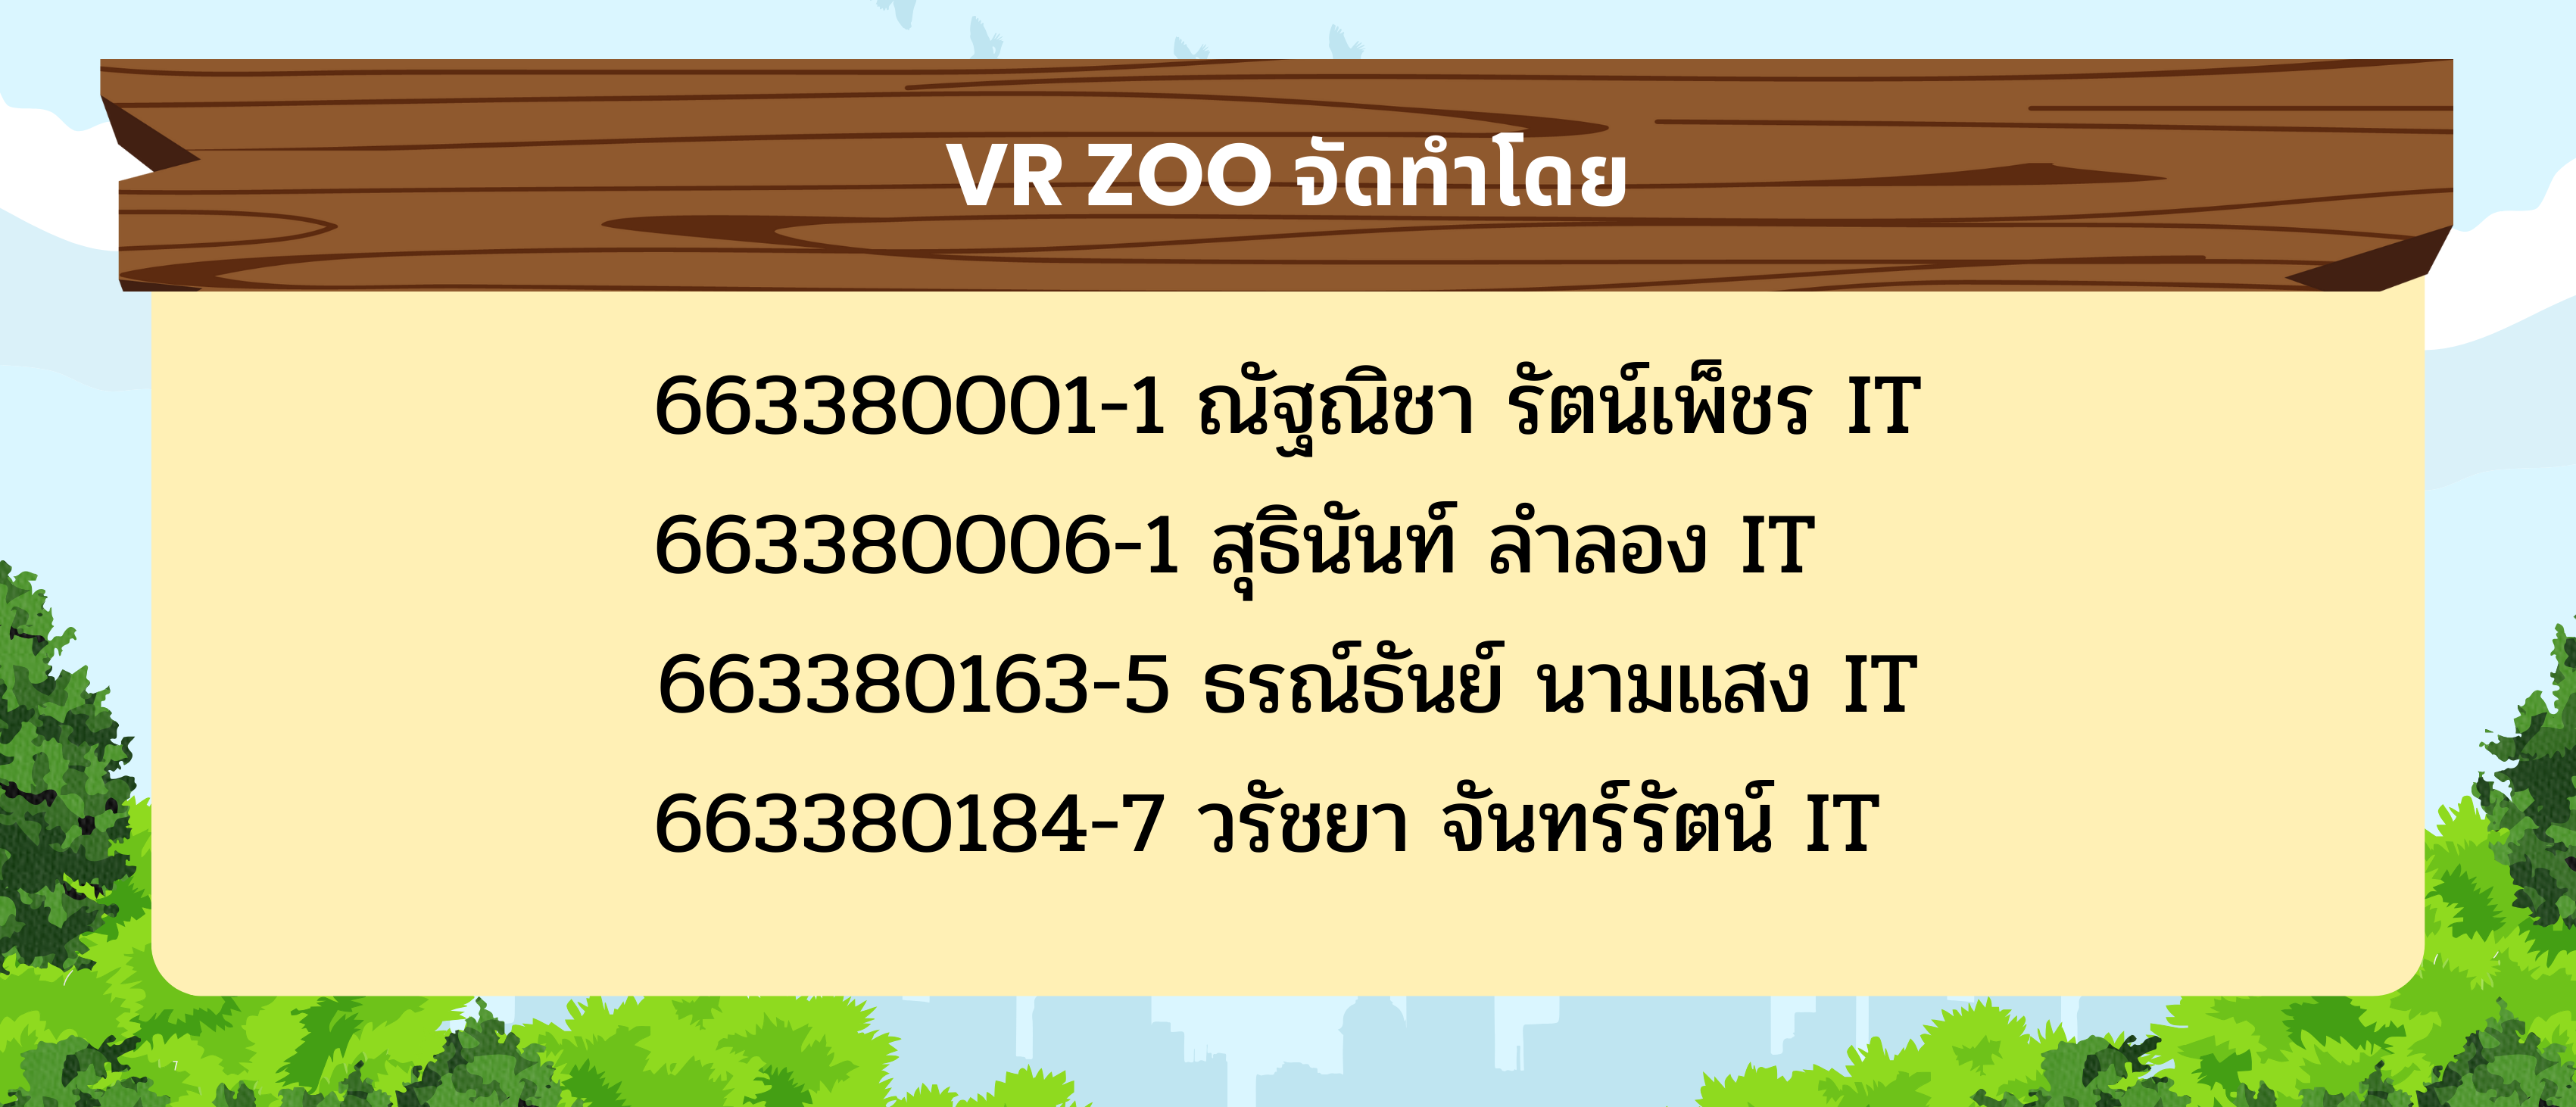 VR ZOO จัดทำโดย
663380001-1 ณัฐณิชา รัตน์เพ็ชร IT
663380006-1 สุธินันท์ ลำลอง IT
663380163-5 ธรณ์ธันย์ นามแสง IT
663380184-7 วรัชยา จันทร์รัตน์ IT